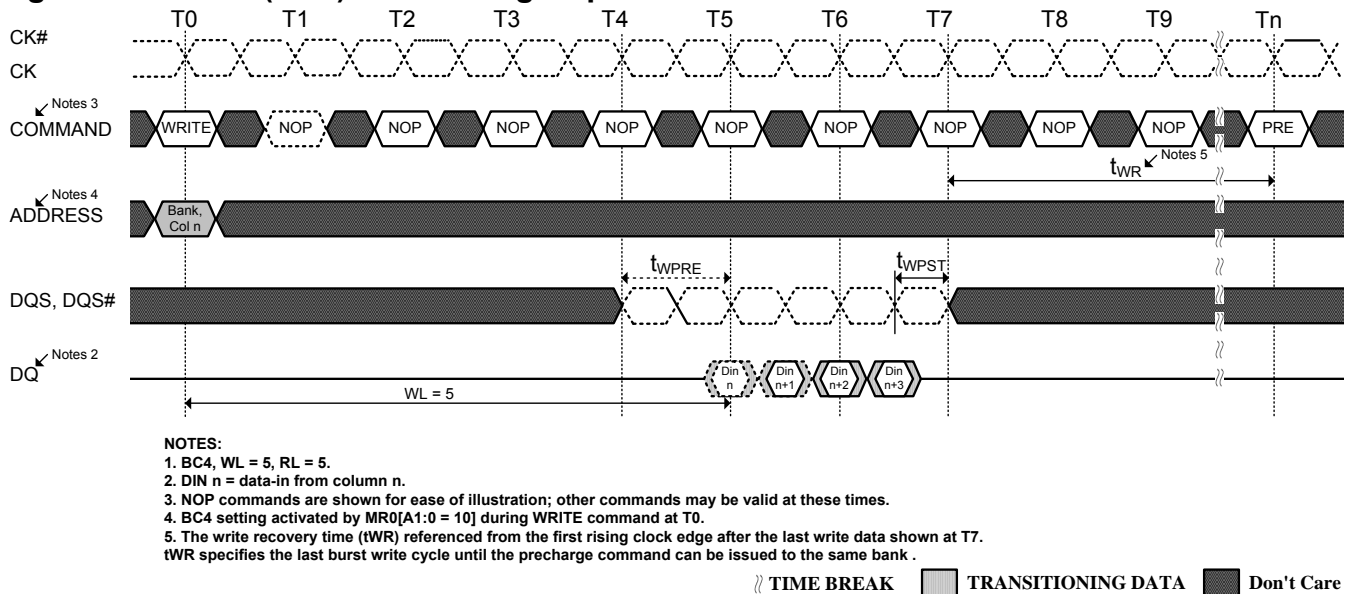 T0 T1 T2 T3 T4 T5 T6 T7 T8 T9 Tn
CK#
CK
Notes 3
COMMAND
WRITE NOP NOP NOP NOP NOP NOP NOP NOP NOP PRE
tWR Notes 5
Notes 4
ADDRESS
Bank,
Col n
tWPRE tWPST
DQS, DQS#
Notes 2
DQ
Din Din Din Din
n n+1 n+2 n+3
WL = 5
NOTES:
1. BC4, WL = 5, RL = 5.
2. DIN n = data-in from column n.
3. NOP commands are shown for ease of illustration; other commands may be valid at these times.
4. BC4 setting activated by MR0[A1:0 = 10] during WRITE command at T0.
5. The write recovery time (tWR) referenced from the first rising clock edge after the last write data shown at T7.
tWR specifies the last burst write cycle until the precharge command can be issued to the same bank .
TIME BREAK TRANSITIONING DATA Don't Care